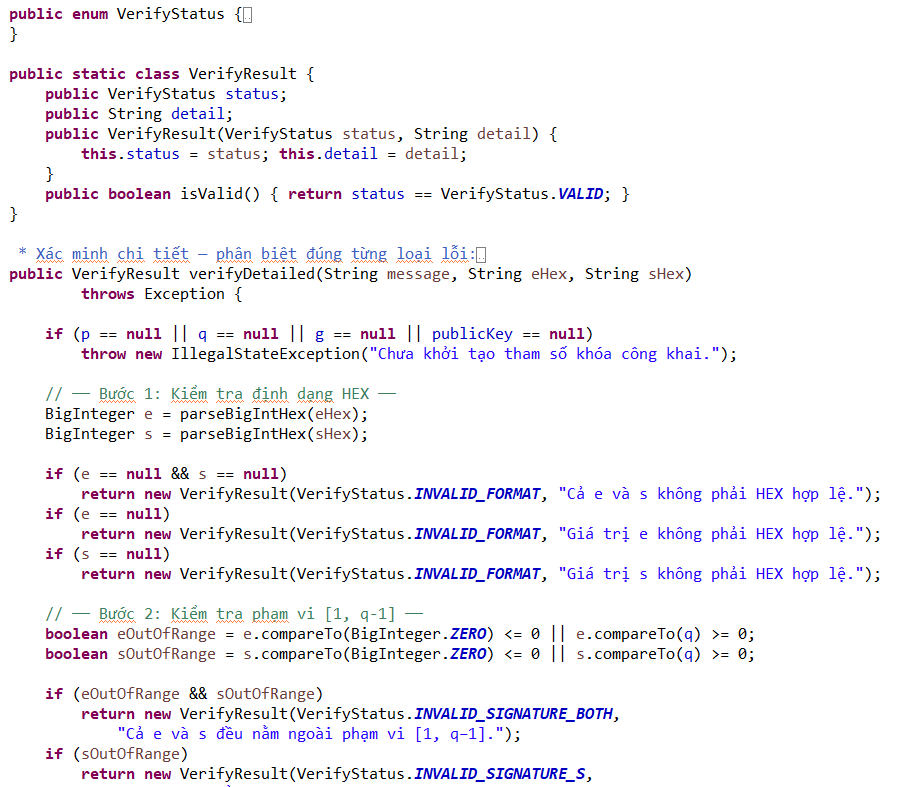 public enum VerifyStatus {
}
public static class VerifyResult {
    public VerifyStatus status;
    public String detail;
    public VerifyResult(VerifyStatus status, String detail) {
        this.status = status; this.detail = detail;
    }
    public boolean isValid() { return status == VerifyStatus.VALID; }
}
 * Xác minh chi tiết — phân biệt đúng từng loại lỗi:
public VerifyResult verifyDetailed(String message, String eHex, String sHex)
        throws Exception {
    if (p == null || q == null || g == null || publicKey == null)
        throw new IllegalStateException("Chưa khởi tạo tham số khóa công khai.");
    // ── Bước 1: Kiểm tra định dạng HEX ──
    BigInteger e = parseBigIntHex(eHex);
    BigInteger s = parseBigIntHex(sHex);
    if (e == null && s == null)
        return new VerifyResult(VerifyStatus.INVALID_FORMAT, "Cả e và s không phải HEX hợp lệ.");
    if (e == null)
        return new VerifyResult(VerifyStatus.INVALID_FORMAT, "Giá trị e không phải HEX hợp lệ.");
    if (s == null)
        return new VerifyResult(VerifyStatus.INVALID_FORMAT, "Giá trị s không phải HEX hợp lệ.");
    // ── Bước 2: Kiểm tra phạm vi [1, q-1] ──
    boolean eOutOfRange = e.compareTo(BigInteger.ZERO) <= 0 || e.compareTo(q) >= 0;
    boolean sOutOfRange = s.compareTo(BigInteger.ZERO) <= 0 || s.compareTo(q) >= 0;
    if (eOutOfRange && sOutOfRange)
        return new VerifyResult(VerifyStatus.INVALID_SIGNATURE_BOTH,
            "Cả e và s đều nằm ngoài phạm vi [1, q−1].");
    if (sOutOfRange)
        return new VerifyResult(VerifyStatus.INVALID_SIGNATURE_S,